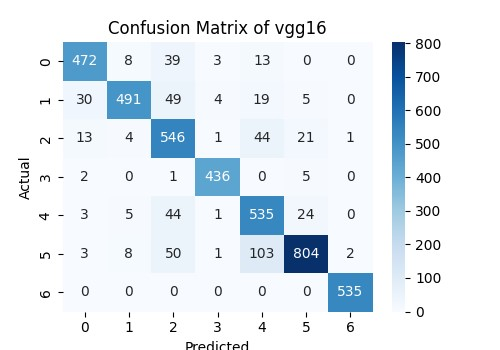 Confusion Matrix of vgg16
0 472 8 39 3 13 0 0
1 30 491 49 4 19 5 0
2 13 4 546 1 44 21 1
3 2 0 1 436 0 5 0
4 3 5 44 1 535 24 0
5 3 8 50 1 103 804 2
6 0 0 0 0 0 0 535
0 1 2 3 4 5 6
Actual
Predicted
800
700
600
500
400
300
200
100
0